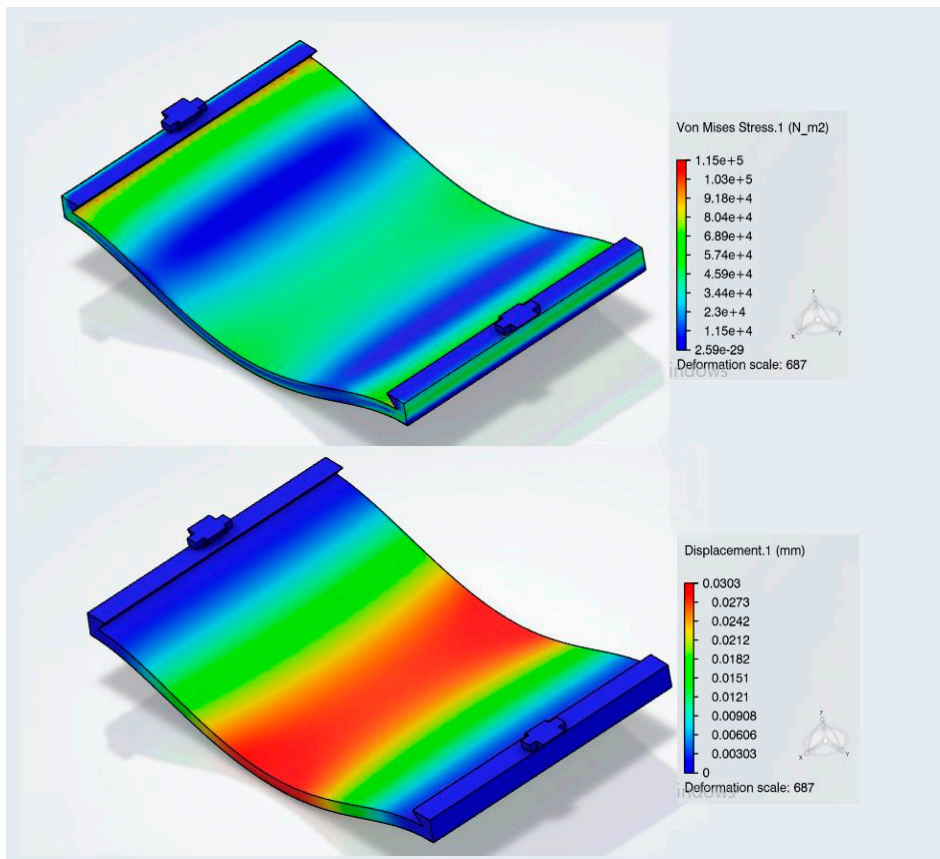 Von Mises Stress.1 (N_m2)
1.15e+5
1.03e+5
9.18e+4
8.04e+4
6.89e+4
5.74e+4
4.59e+4
3.44e+4
2.3e+4
1.15e+4
2.59e-29
Deformation scale: 687
indows
z
x
y
Displacement.1 (mm)
0.0303
0.0273
0.0242
0.0212
0.0182
0.0151
0.0121
0.00908
0.00606
0.00303
0
Deformation scale: 687
indows
z
x
y